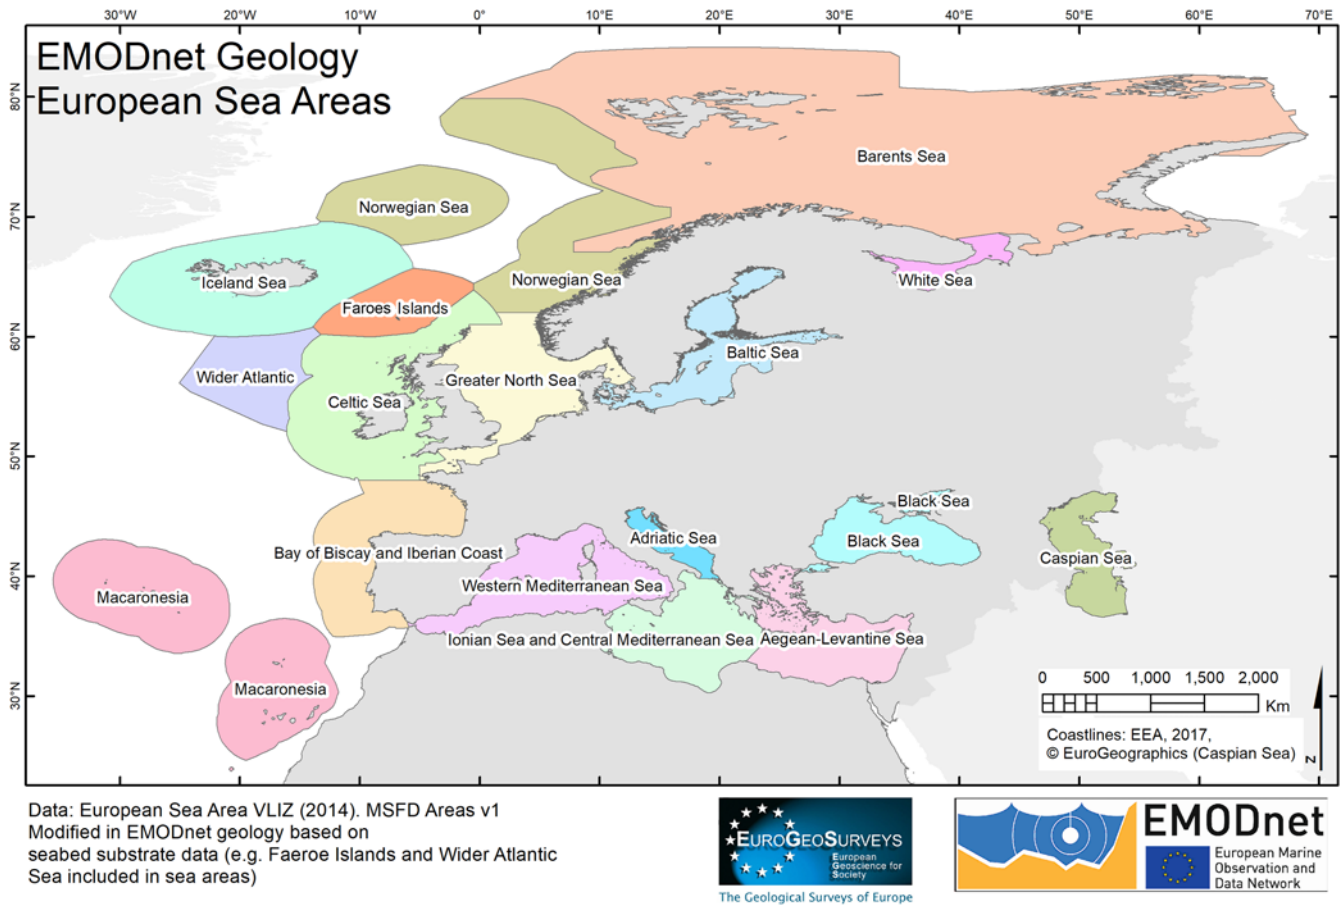 30°W 20°W 10°W 0° 10°E 20°E 30°E 40°E 50°E 60°E 70°E
EMODnet Geology
European Sea Areas
80°N
Barents Sea
Norwegian Sea
70°N
Iceland Sea
Norwegian Sea
White Sea
Faroes Islands
60°N
Baltic Sea
Wider Atlantic
Greater North Sea
Celtic Sea
50°N
Black Sea
Adriatic Sea
Black Sea
Bay of Biscay and Iberian Coast
Caspian Sea
40°N
Western Mediterranean Sea
Macaronesia
Ionian Sea and Central Mediterranean Sea
Aegean-Levantine Sea
Macaronesia
30°N
0 500 1,000 1,500 2,000
Km
Coastlines: EEA, 2017,
© EuroGeographics (Caspian Sea)
N
Data: European Sea Area VLIZ (2014). MSFD Areas v1
Modified in EMODnet geology based on
seabed substrate data (e.g. Faeroe Islands and Wider Atlantic
Sea included in sea areas)
EUROGEOSURVEYS
European
Geoscience for
Society
The Geological Surveys of Europe
EMODnet
European Marine
Observation and
Data Network